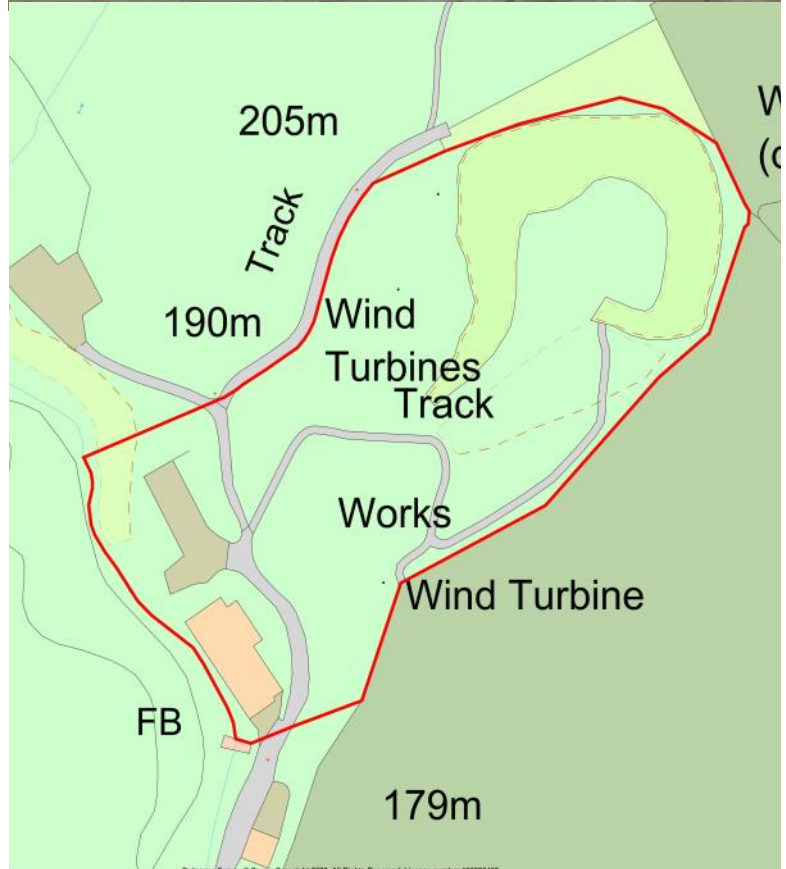 W
(c
205m
Track
190m
Wind
Turbines
Track
Works
Wind Turbine
FB
179m